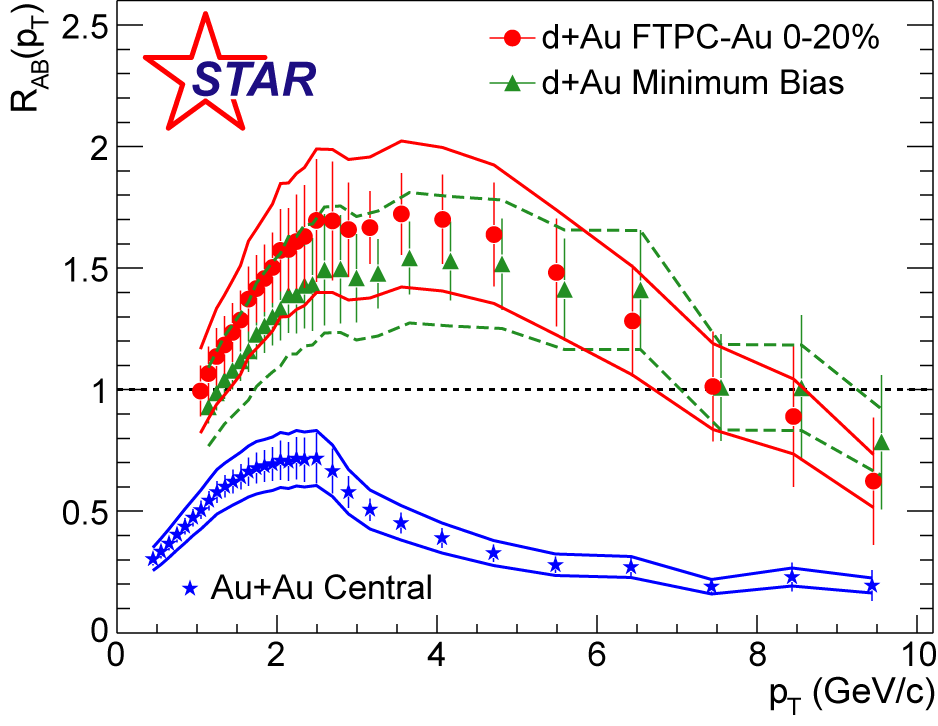 R_AB(p_T)
2.5
2
1.5
1
0.5
0
STAR
d+Au FTPC-Au 0-20%
d+Au Minimum Bias
Au+Au Central
0 2 4 6 8 10
p_T (GeV/c)